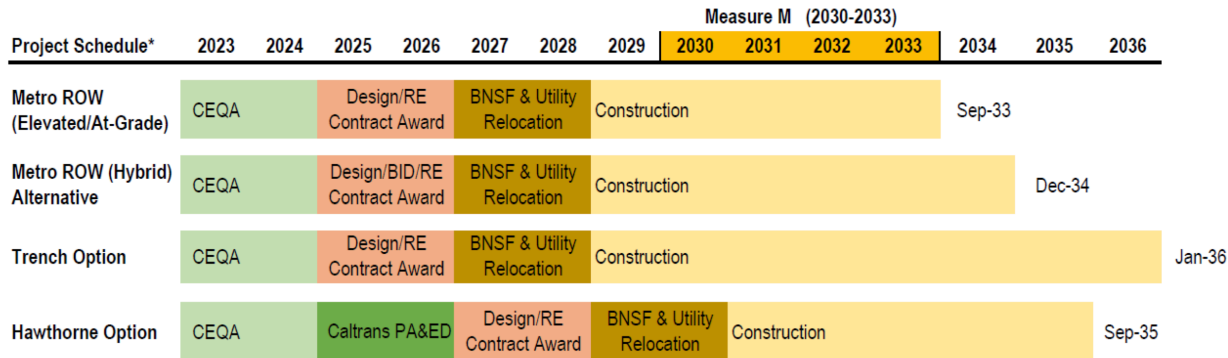 Measure M (2030-2033)
Project Schedule* 2023 2024 2025 2026 2027 2028 2029 2030 2031 2032 2033 2034 2035 2036
Metro ROW
(Elevated/At-Grade)
CEQA
Design/RE
Contract Award
BNSF & Utility
Relocation
Construction
Sep-33
Metro ROW (Hybrid)
Alternative
CEQA
Design/BID/RE
Contract Award
BNSF & Utility
Relocation
Construction
Dec-34
Trench Option
CEQA
Design/RE
Contract Award
BNSF & Utility
Relocation
Construction
Jan-36
Hawthorne Option
CEQA
Caltrans PA&ED
Design/RE
Contract Award
BNSF & Utility
Relocation
Construction
Sep-35